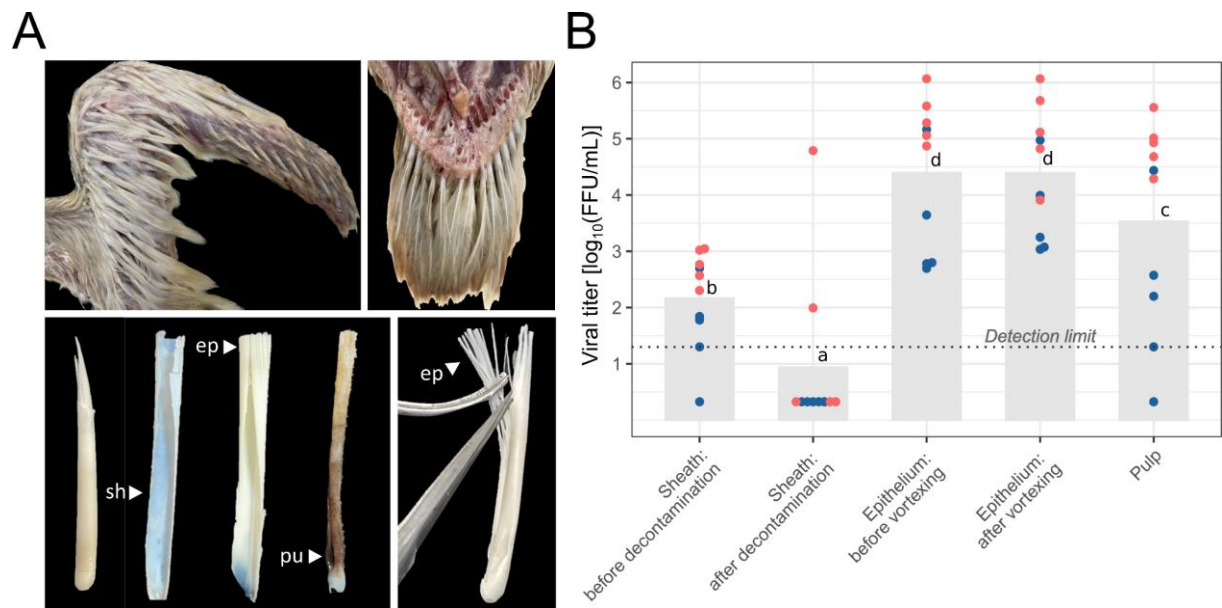 A
B
ep
ep
sh
pu
Viral titer [log₁₀(FFU/mL)]
6
5
4
3
2
1
b
a
d
d
c
Detection limit
Sheath:
before decontamination
Sheath:
after decontamination
Epithelium:
before vortexing
Epithelium:
after vortexing
Pulp